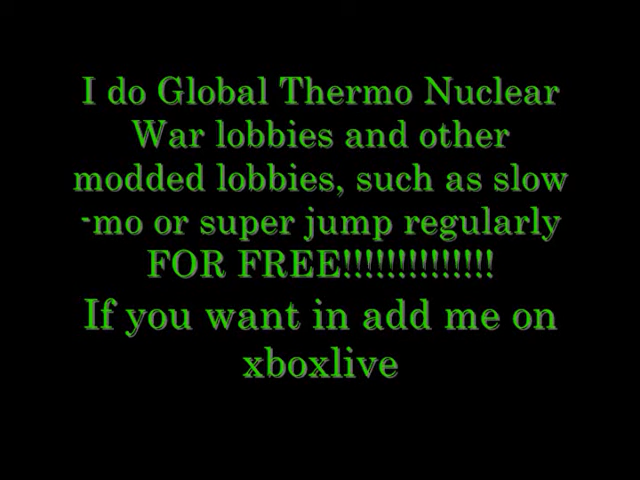 I do Global Thermo Nuclear
War lobbies and other
modded lobbies, such as slow
-mo or super jump regularly
FOR FREE!!!!!!!!!!!!!!
If you want in add me on
xboxlive